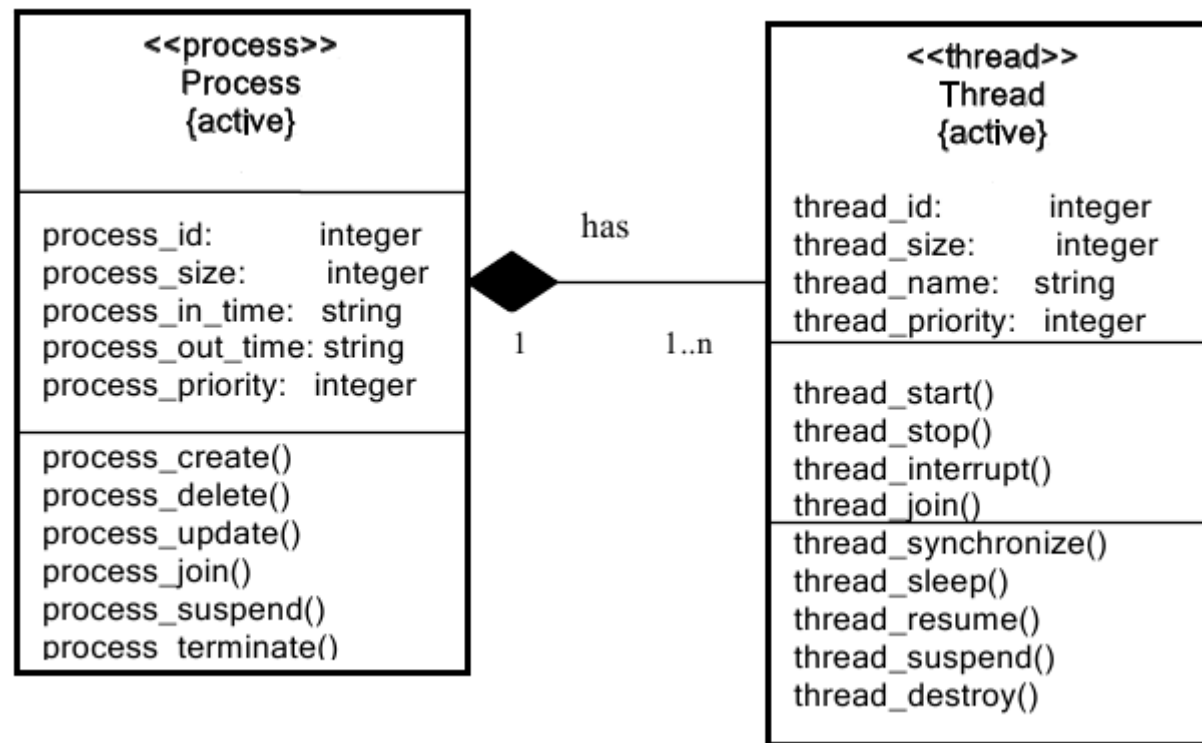 <<process>>
Process
{active}
process_id: integer
process_size: integer
process_in_time: string
process_out_time: string
process_priority: integer
process_create()
process_delete()
process_update()
process_join()
process_suspend()
process_terminate()
has
1
1..n
<<thread>>
Thread
{active}
thread_id: integer
thread_size: integer
thread_name: string
thread_priority: integer
thread_start()
thread_stop()
thread_interrupt()
thread_join()
thread_synchronize()
thread_sleep()
thread_resume()
thread_suspend()
thread_destroy()